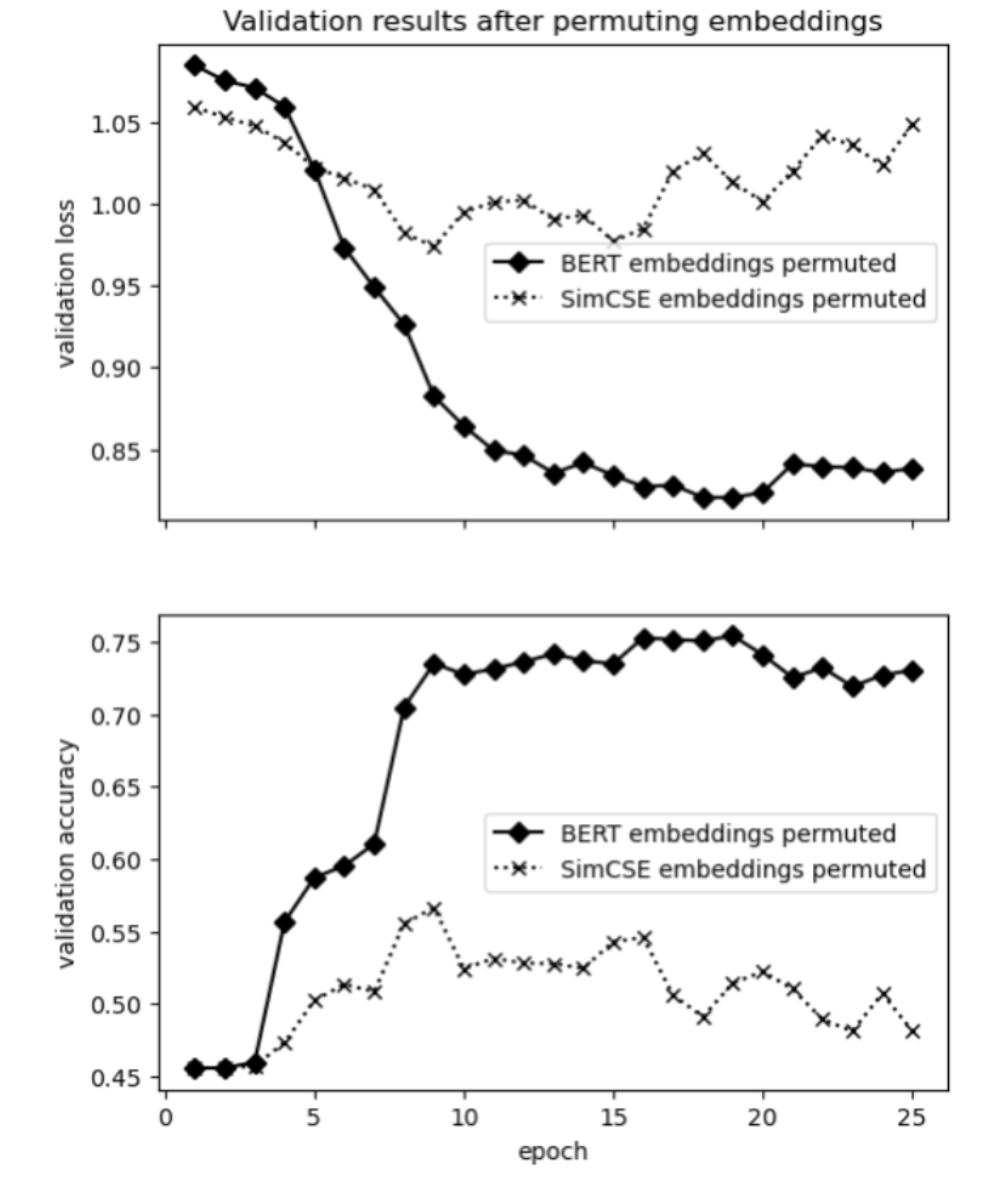 Validation results after permuting embeddings
1.05
1.00
0.95
0.90
0.85
validation loss
BERT embeddings permuted
SimCSE embeddings permuted
0.75
0.70
0.65
0.60
0.55
0.50
0.45
validation accuracy
BERT embeddings permuted
SimCSE embeddings permuted
0 5 10 15 20 25
epoch